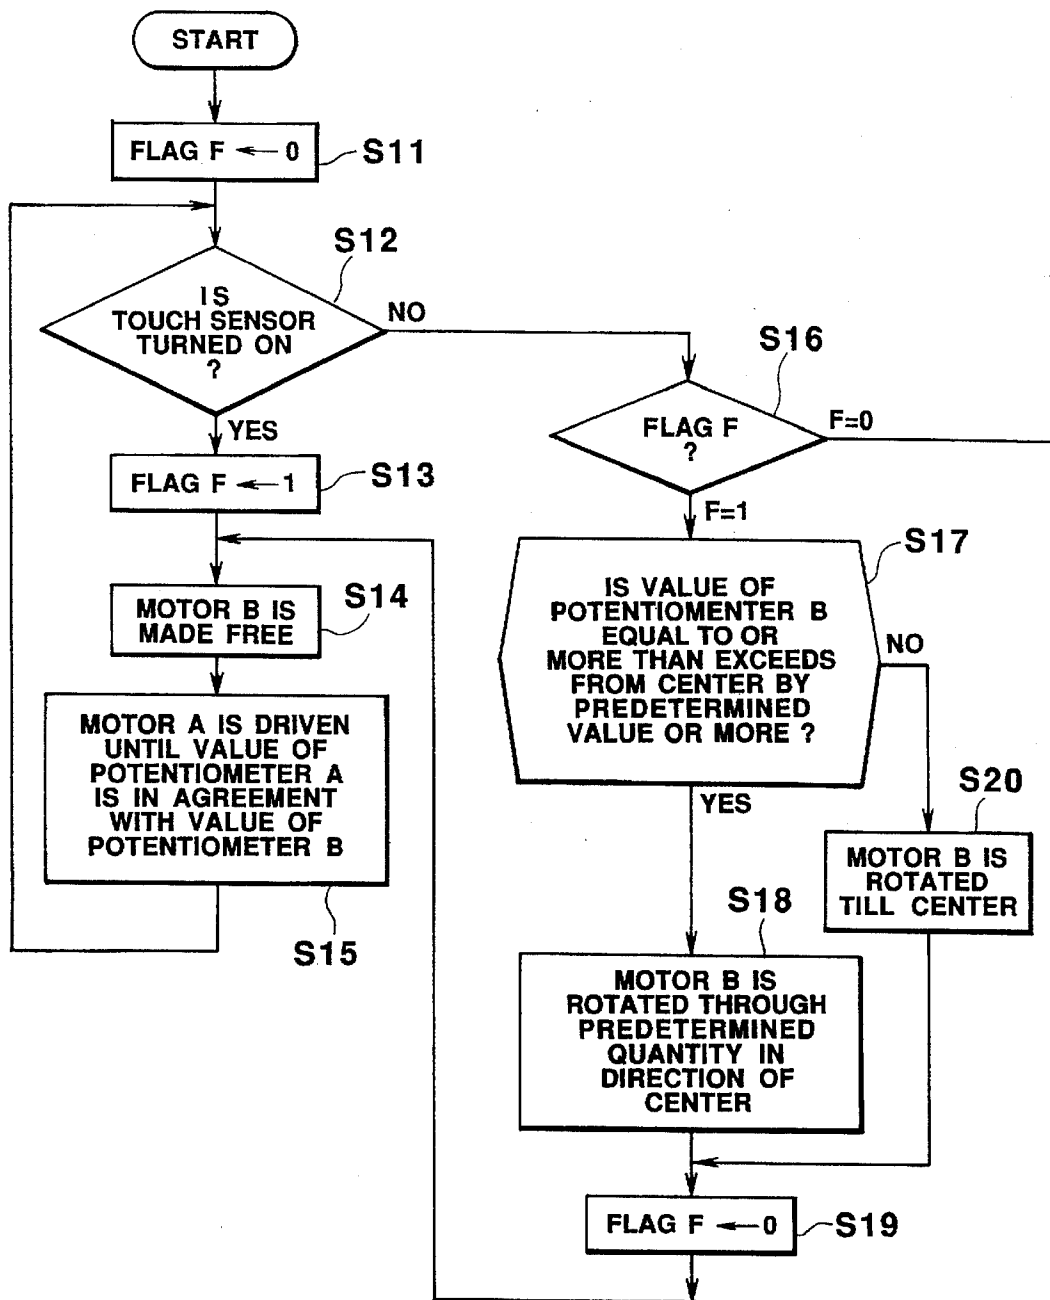 START
FLAG F ← 0
S11
S12
IS
TOUCH SENSOR
TURNED ON
?
NO
YES
FLAG F ← 1
S13
MOTOR B IS
MADE FREE
S14
MOTOR A IS DRIVEN
UNTIL VALUE OF
POTENTIOMETER A
IS IN AGREEMENT
WITH VALUE OF
POTENTIOMETER B
S15
S16
FLAG F
?
F=0
F=1
S17
IS VALUE OF
POTENTIOMENTER B
EQUAL TO OR
MORE THAN EXCEEDS
FROM CENTER BY
PREDETERMINED
VALUE OR MORE ?
NO
YES
S20
MOTOR B IS
ROTATED
TILL CENTER
S18
MOTOR B IS
ROTATED THROUGH
PREDETERMINED
QUANTITY IN
DIRECTION OF
CENTER
FLAG F ← 0
S19